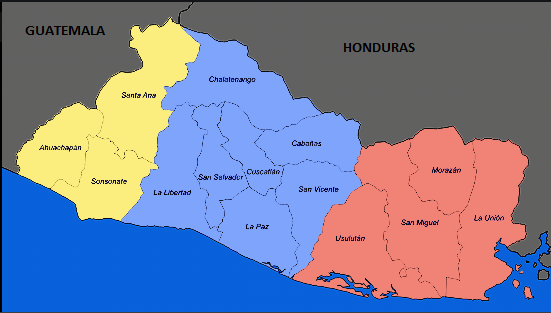 GUATEMALA
HONDURAS
Chalatenango
Santa Ana
Cabañas
Ahuachapán
Morazán
Cuscatlán
San Salvador
Sonsonate
San Vicente
La Libertad
La Unión
San Miguel
La Paz
Usulután